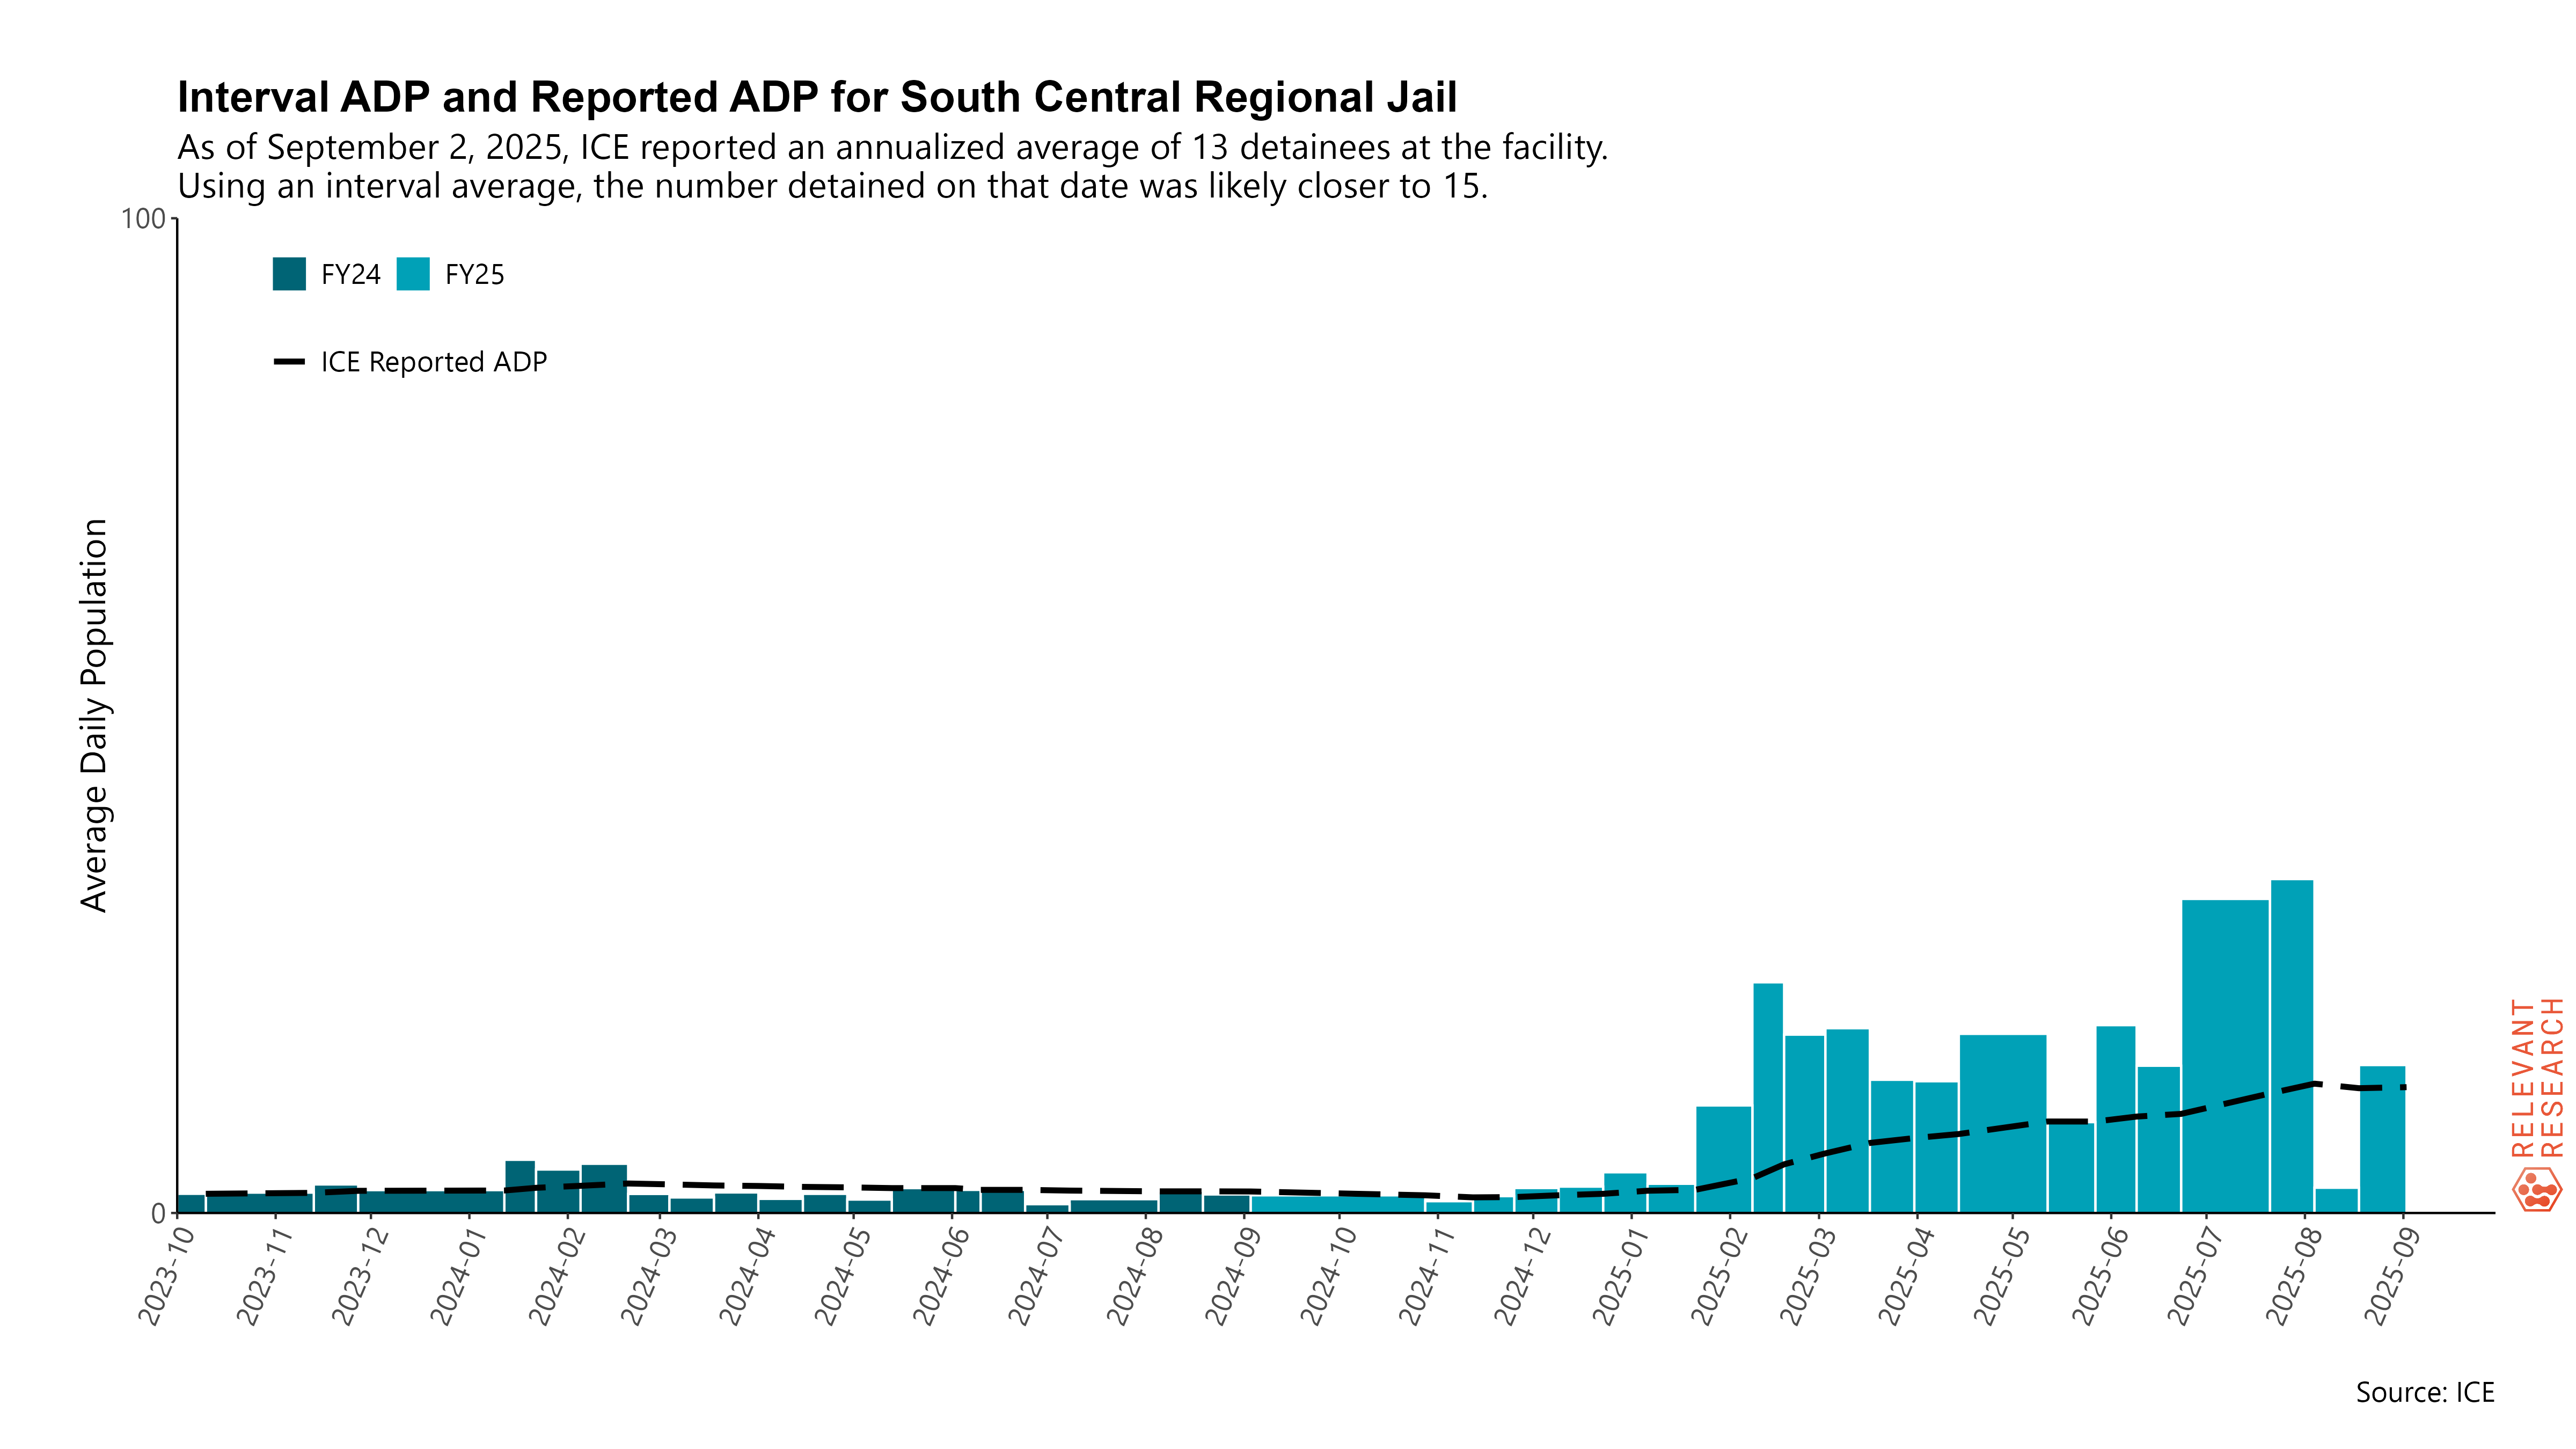 Interval ADP and Reported ADP for South Central Regional Jail
As of September 2, 2025, ICE reported an annualized average of 13 detainees at the facility.
Using an interval average, the number detained on that date was likely closer to 15.
100
FY24 FY25
ICE Reported ADP
Average Daily Population
0
2023-10 2023-11 2023-12 2024-01 2024-02 2024-03 2024-04 2024-05 2024-06 2024-07 2024-08 2024-09 2024-10 2024-11 2024-12 2025-01 2025-02 2025-03 2025-04 2025-05 2025-06 2025-07 2025-08 2025-09
RELEVANT
RESEARCH
Source: ICE